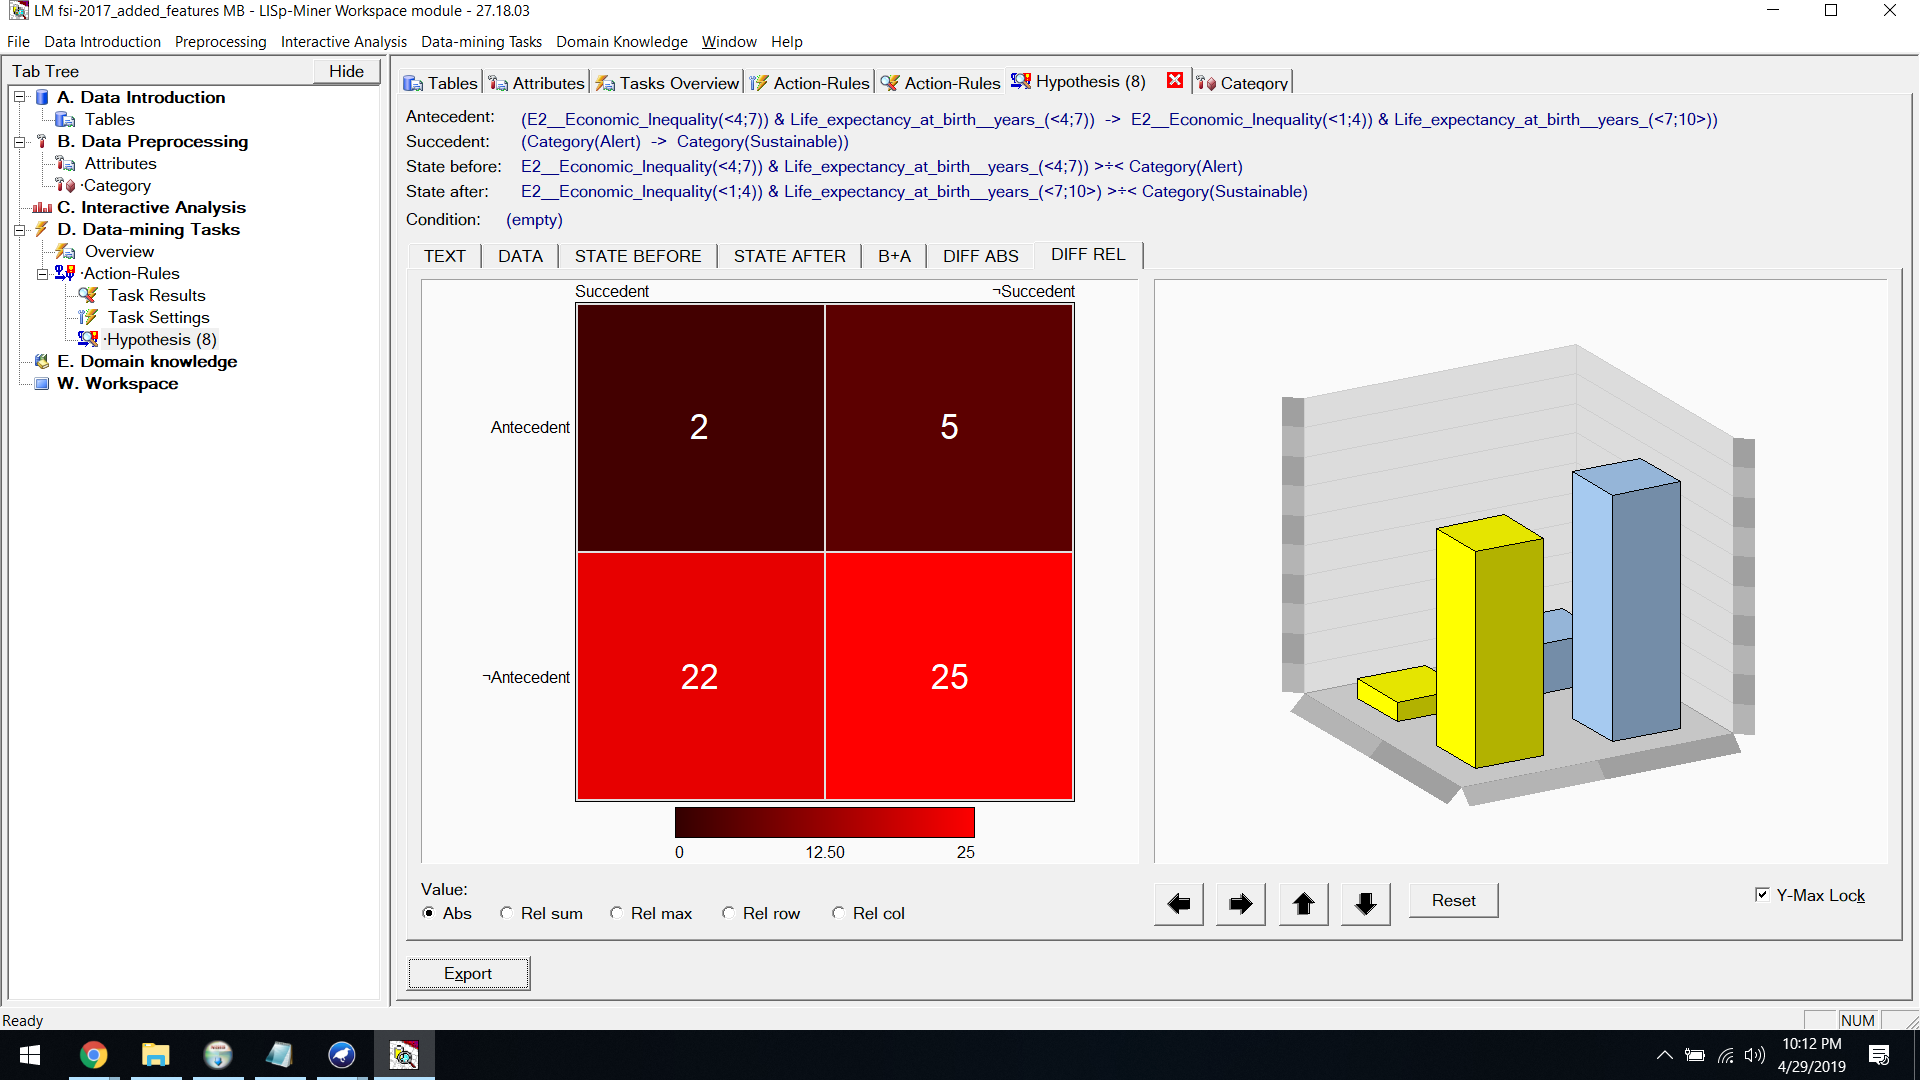 LM fsi-2017_added_features MB - LISp-Miner Workspace module - 27.18.03
File Data Introduction Preprocessing Interactive Analysis Data-mining Tasks Domain Knowledge Window Help
Tab Tree Hide
A. Data Introduction
Tables
B. Data Preprocessing
Attributes
·Category
C. Interactive Analysis
D. Data-mining Tasks
Overview
·Action-Rules
Task Results
Task Settings
·Hypothesis (8)
E. Domain knowledge
W. Workspace
Tables Attributes Tasks Overview Action-Rules Action-Rules Hypothesis (8) Category
Antecedent: (E2__Economic_Inequality(<4;7)) & Life_expectancy_at_birth__years_(<4;7)) -> E2__Economic_Inequality(<1;4)) & Life_expectancy_at_birth__years_(<7;10>))
Succedent: (Category(Alert) -> Category(Sustainable))
State before: E2__Economic_Inequality(<4;7)) & Life_expectancy_at_birth__years_(<4;7)) >÷< Category(Alert)
State after: E2__Economic_Inequality(<1;4)) & Life_expectancy_at_birth__years_(<7;10>) >÷< Category(Sustainable)
Condition: (empty)
TEXT DATA STATE BEFORE STATE AFTER B+A DIFF ABS DIFF REL
Succedent ¬Succedent
Antecedent 2 5
¬Antecedent 22 25
0 12.50 25
Value:
Abs Rel sum Rel max Rel row Rel col
Reset
Y-Max Lock
Export
Ready
NUM
10:12 PM
4/29/2019